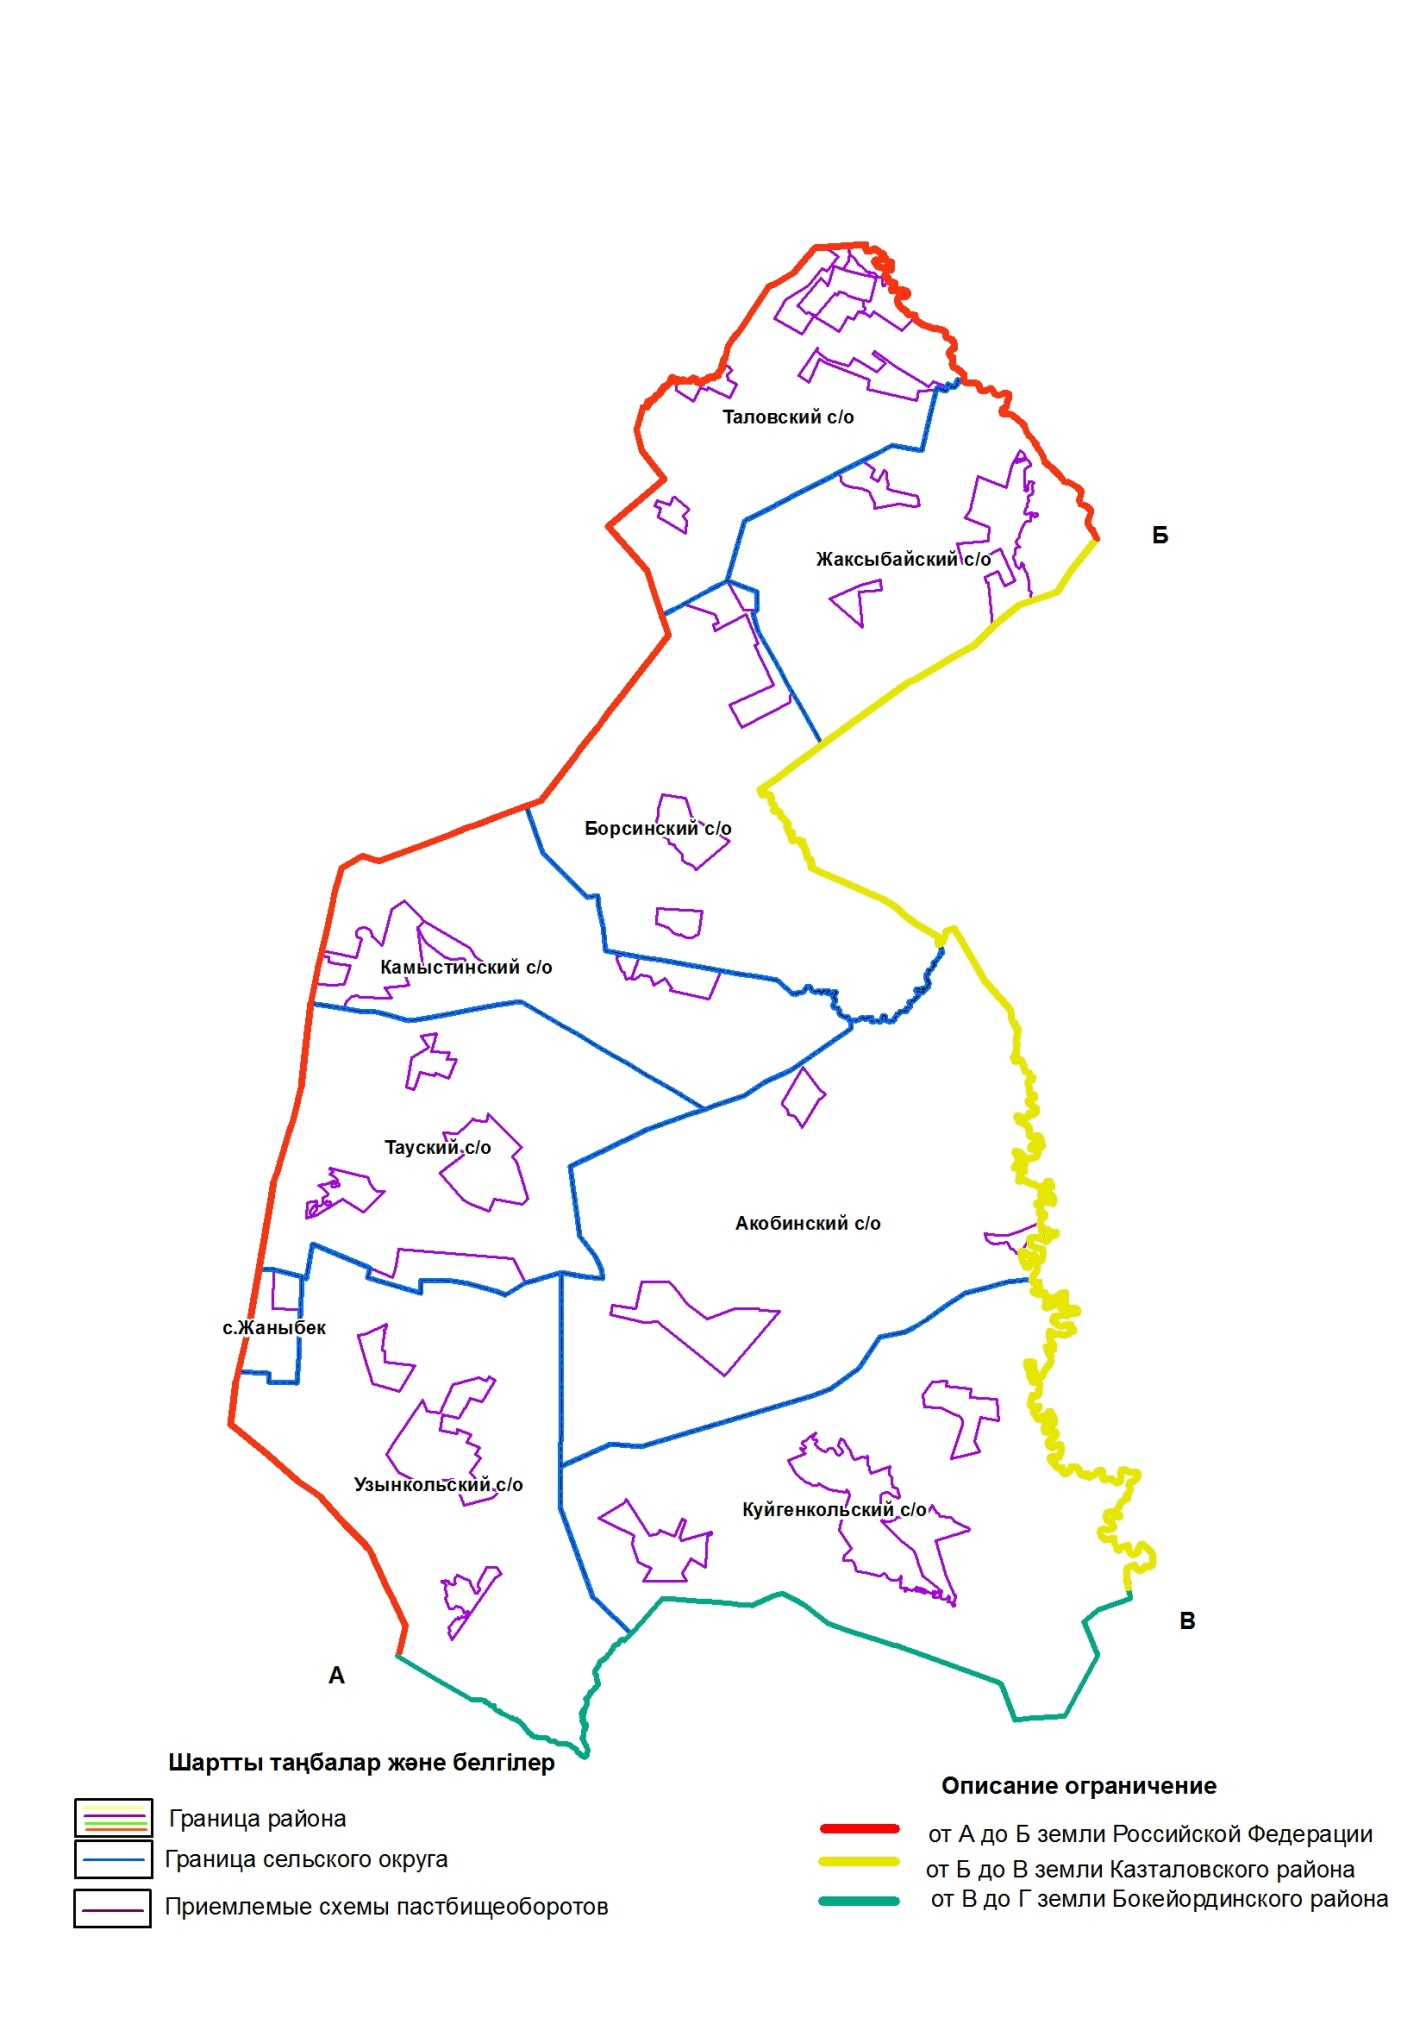 Таловский с/о
Б
Жаксыбайский с/о
Борсинский с/о
Камыстинский с/о
Тауский с/о
Акобинский с/о
с.Жаныбек
Узынкольский с/о
Куйгенкольский с/о
В
А
Шартты таңбалар және белгілер
Граница района
Граница сельского округа
Приемлемые схемы пастбищеоборотов
Описание ограничение
от А до Б земли Российской Федерации
от Б до В земли Казталовского района
от В до Г земли Бокейординского района